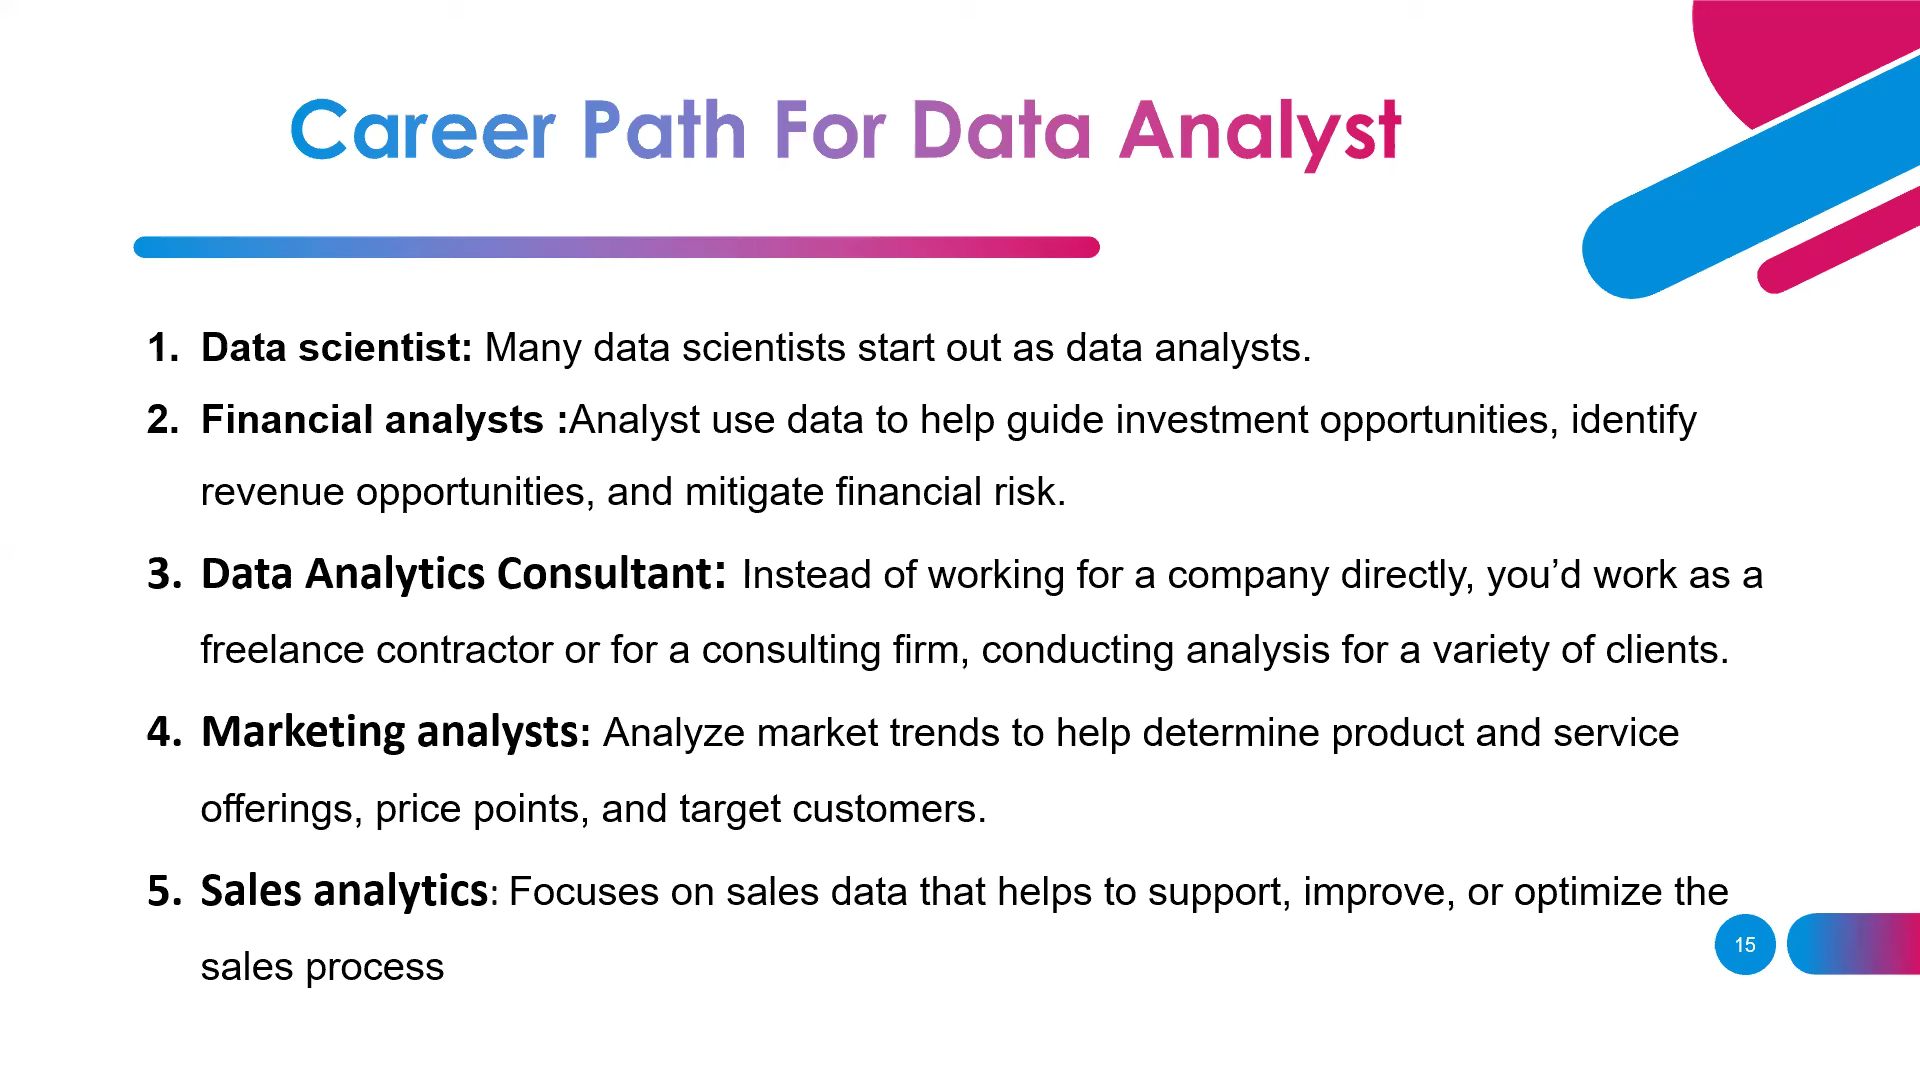 Career Path For Data Analyst
1. Data scientist: Many data scientists start out as data analysts.
2. Financial analysts :Analyst use data to help guide investment opportunities, identify
revenue opportunities, and mitigate financial risk.
3. Data Analytics Consultant: Instead of working for a company directly, you’d work as a
freelance contractor or for a consulting firm, conducting analysis for a variety of clients.
4. Marketing analysts: Analyze market trends to help determine product and service
offerings, price points, and target customers.
5. Sales analytics: Focuses on sales data that helps to support, improve, or optimize the
sales process
15